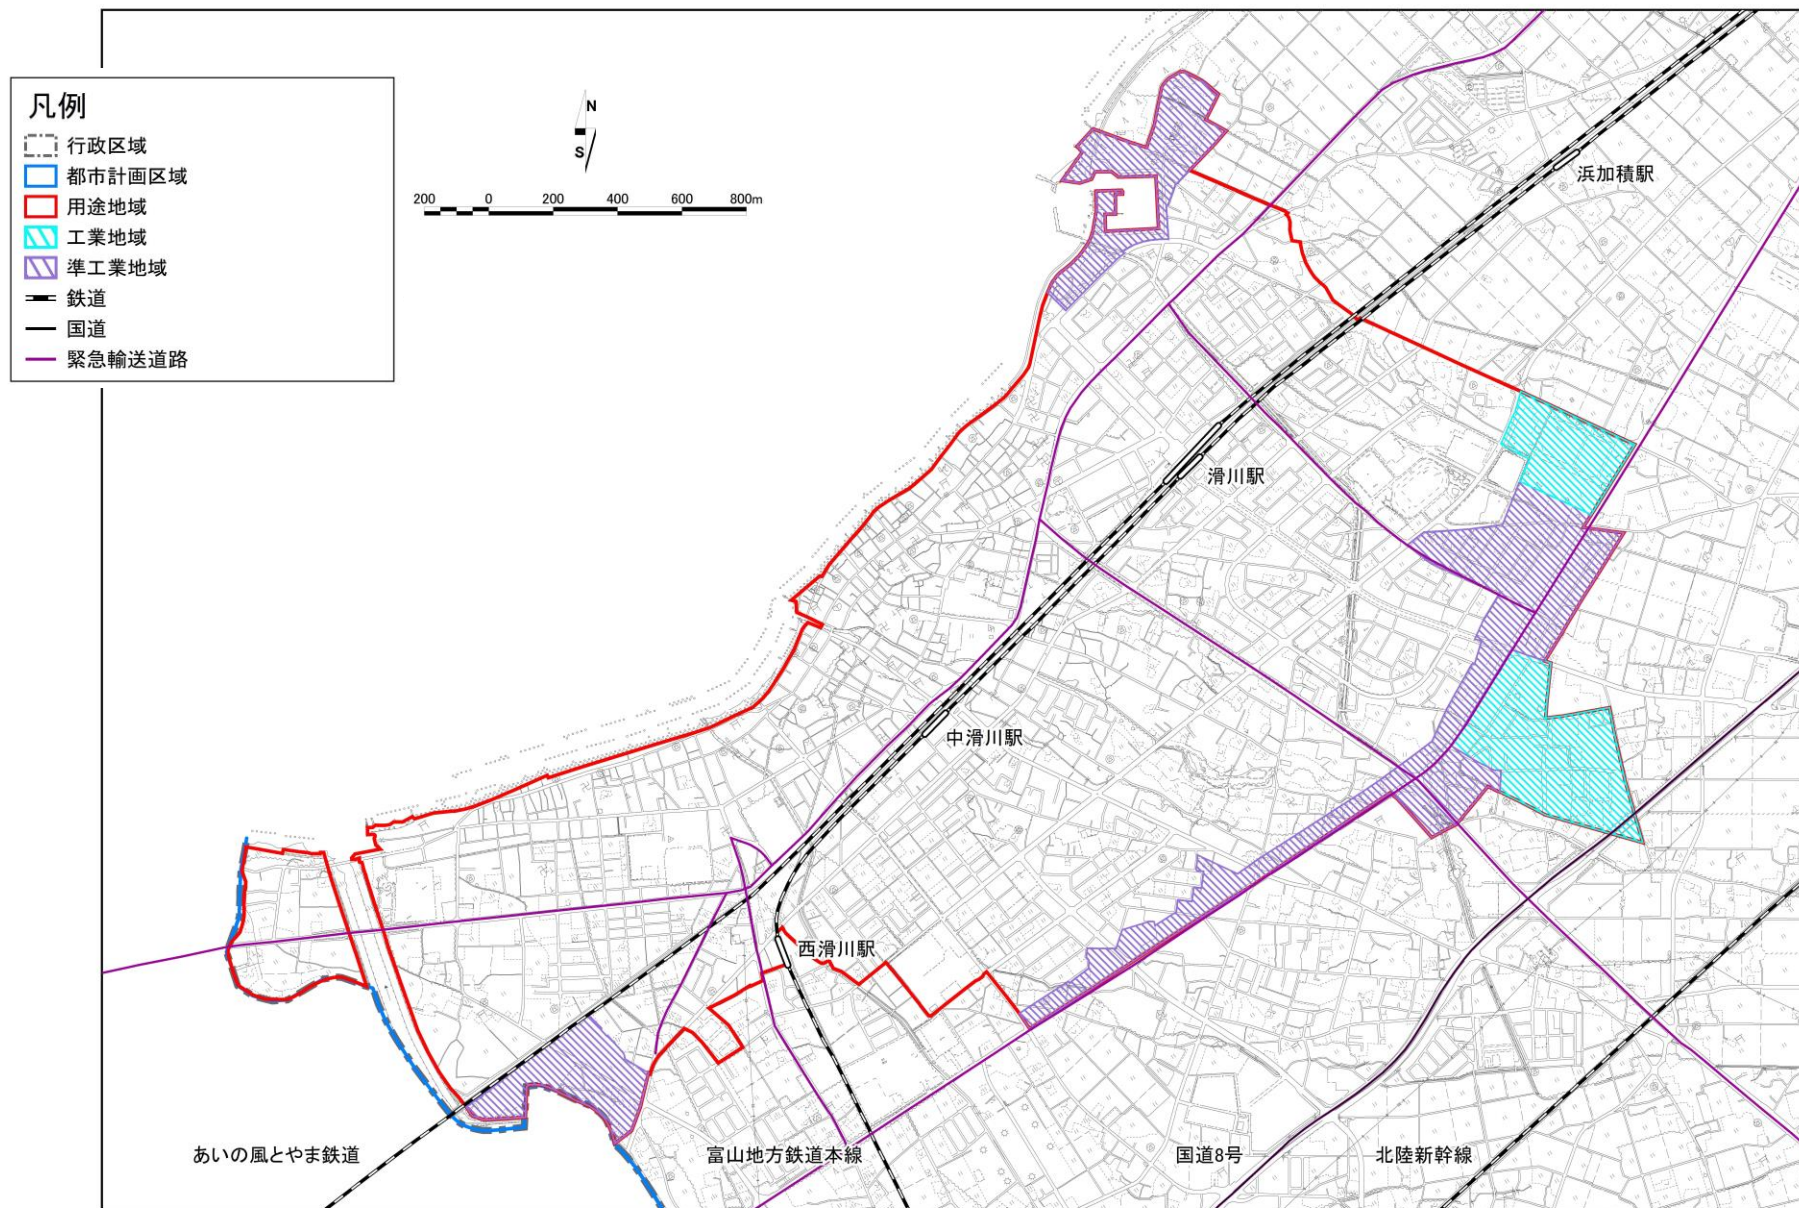 凡例
行政区域
都市計画区域
用途地域
工業地域
準工業地域
鉄道
国道
緊急輸送道路
N
S
200 0 200 400 600 800m
浜加積駅
滑川駅
中滑川駅
西滑川駅
あいの風とやま鉄道
富山地方鉄道本線
国道8号
北陸新幹線